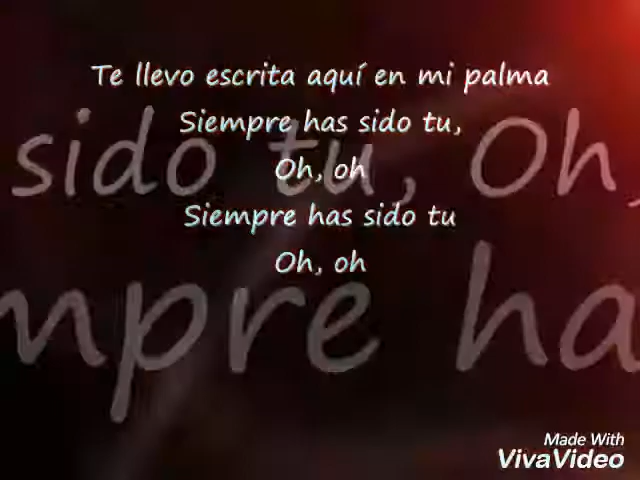 Te llevo escrita aquí en mi palma
Siempre has sido tu,
Oh, oh
Siempre has sido tu
Oh, oh
sido tu, Oh,
mpre ha
Made With
VivaVideo